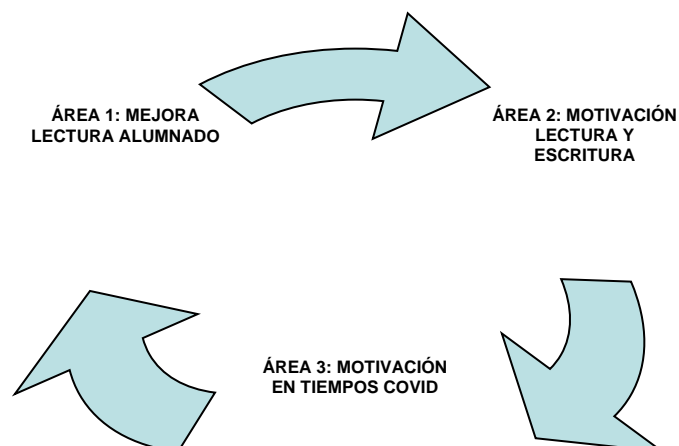 ÁREA 1: MEJORA
LECTURA ALUMNADO
ÁREA 2: MOTIVACIÓN
LECTURA Y
ESCRITURA
ÁREA 3: MOTIVACIÓN
EN TIEMPOS COVID